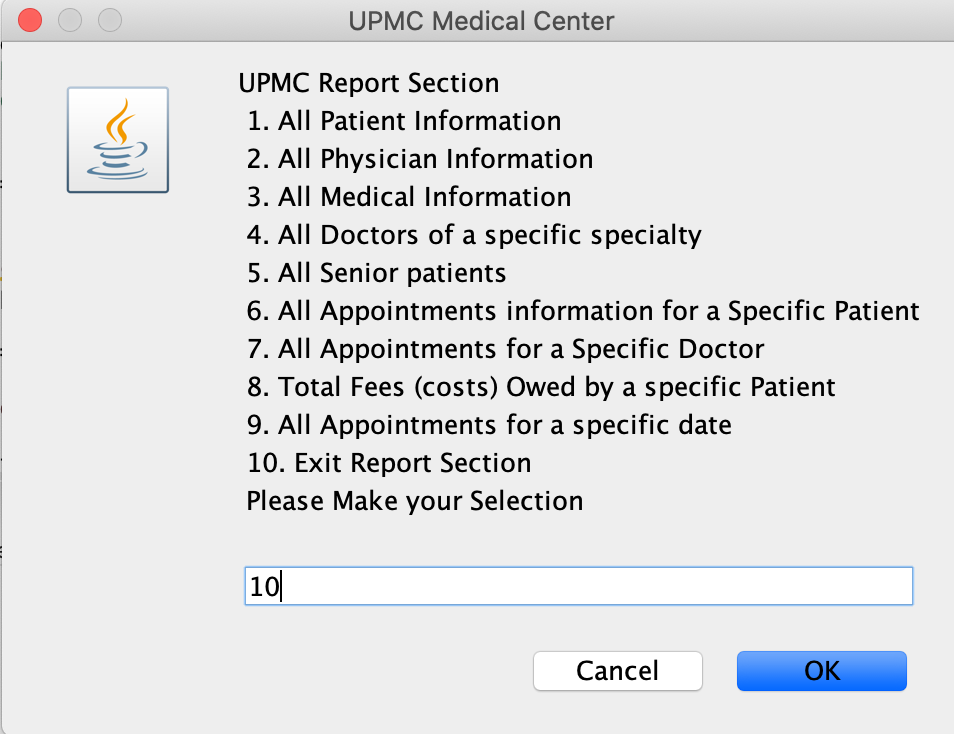 UPMC Medical Center
UPMC Report Section
1. All Patient Information
2. All Physician Information
3. All Medical Information
4. All Doctors of a specific specialty
5. All Senior patients
6. All Appointments information for a Specific Patient
7. All Appointments for a Specific Doctor
8. Total Fees (costs) Owed by a specific Patient
9. All Appointments for a specific date
10. Exit Report Section
Please Make your Selection
10
Cancel
OK